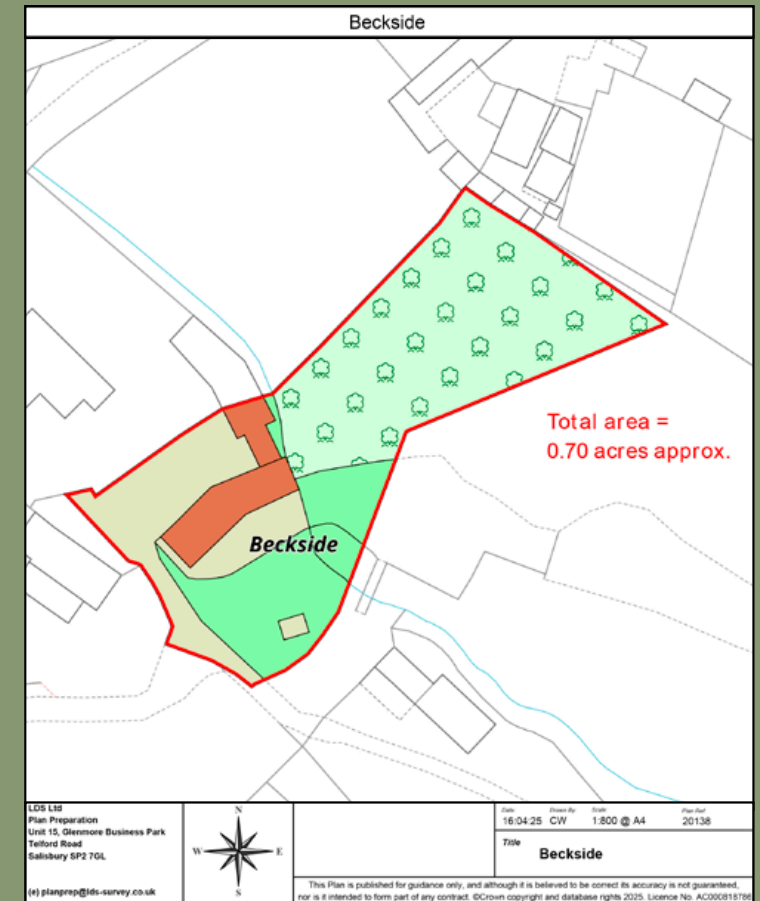 Beckside
Total area =
0.70 acres approx.
Beckside
LDS Ltd
Plan Preparation
Unit 15, Glenmore Business Park
Telford Road
Salisbury SP2 7GL
(e) planprep@lds-survey.co.uk
N
W E
S
Date Drawn By Scale Plan Ref
16:04:25 CW 1:800 @ A4 20138
Title
Beckside
This Plan is published for guidance only, and although it is believed to be correct its accuracy is not guaranteed,
nor is it intended to form part of any contract. ©Crown copyright and database rights 2025. Licence No. AC000818786